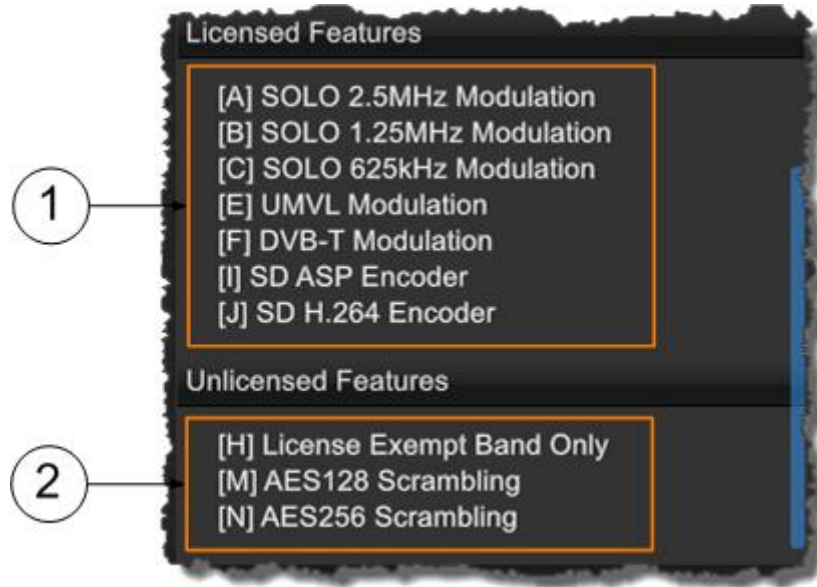 Licensed Features
[A] SOLO 2.5MHz Modulation
[B] SOLO 1.25MHz Modulation
[C] SOLO 625kHz Modulation
[E] UMVL Modulation
[F] DVB-T Modulation
[I] SD ASP Encoder
[J] SD H.264 Encoder
1
Unlicensed Features
[H] License Exempt Band Only
[M] AES128 Scrambling
[N] AES256 Scrambling
2